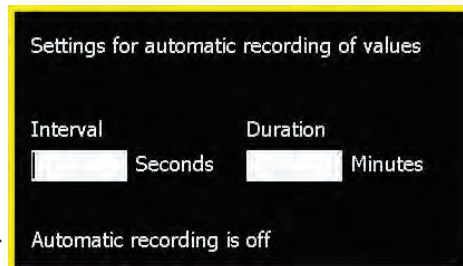 Settings for automatic recording of values
Interval Duration
Seconds Minutes
Automatic recording is off